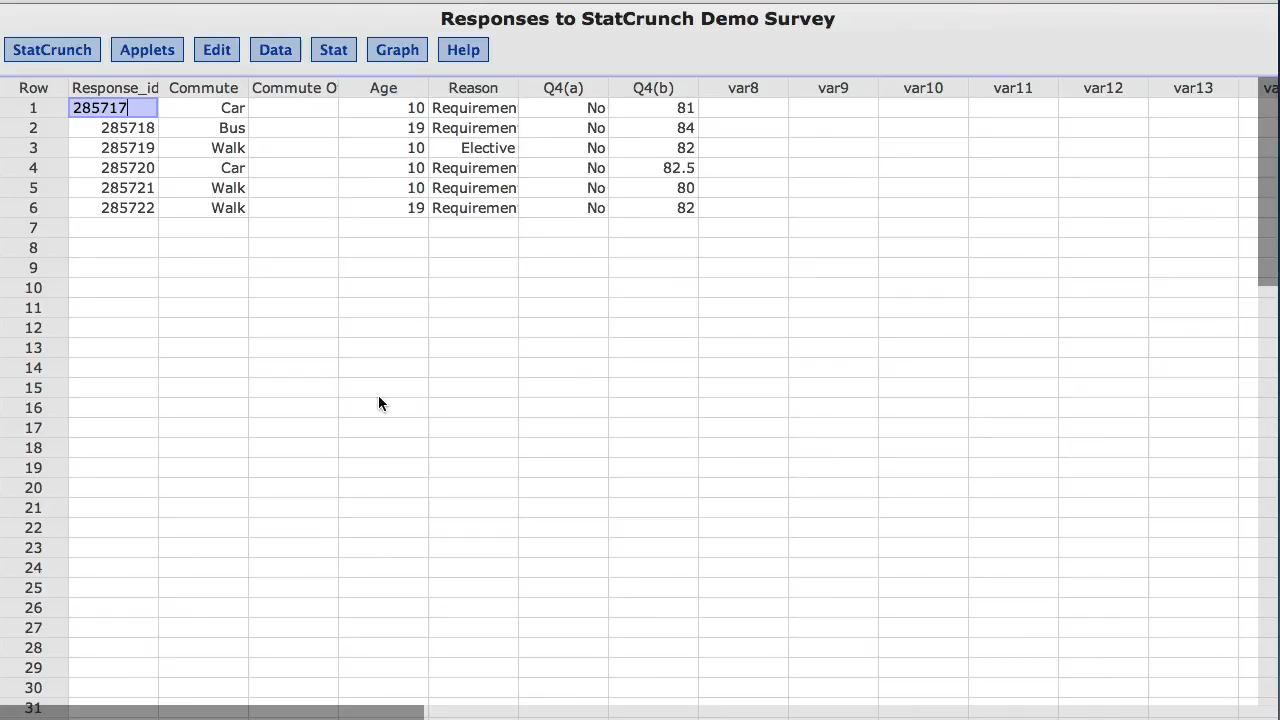 Responses to StatCrunch Demo Survey
StatCrunch Applets Edit Data Stat Graph Help
Row Response_id Commute Commute O Age Reason Q4(a) Q4(b) var8 var9 var10 var11 var12 var13 va
1 285717 Car 10 Requiremen No 81
2 285718 Bus 19 Requiremen No 84
3 285719 Walk 10 Elective No 82
4 285720 Car 10 Requiremen No 82.5
5 285721 Walk 10 Requiremen No 80
6 285722 Walk 19 Requiremen No 82
7
8
9
10
11
12
13
14
15
16
17
18
19
20
21
22
23
24
25
26
27
28
29
30
31